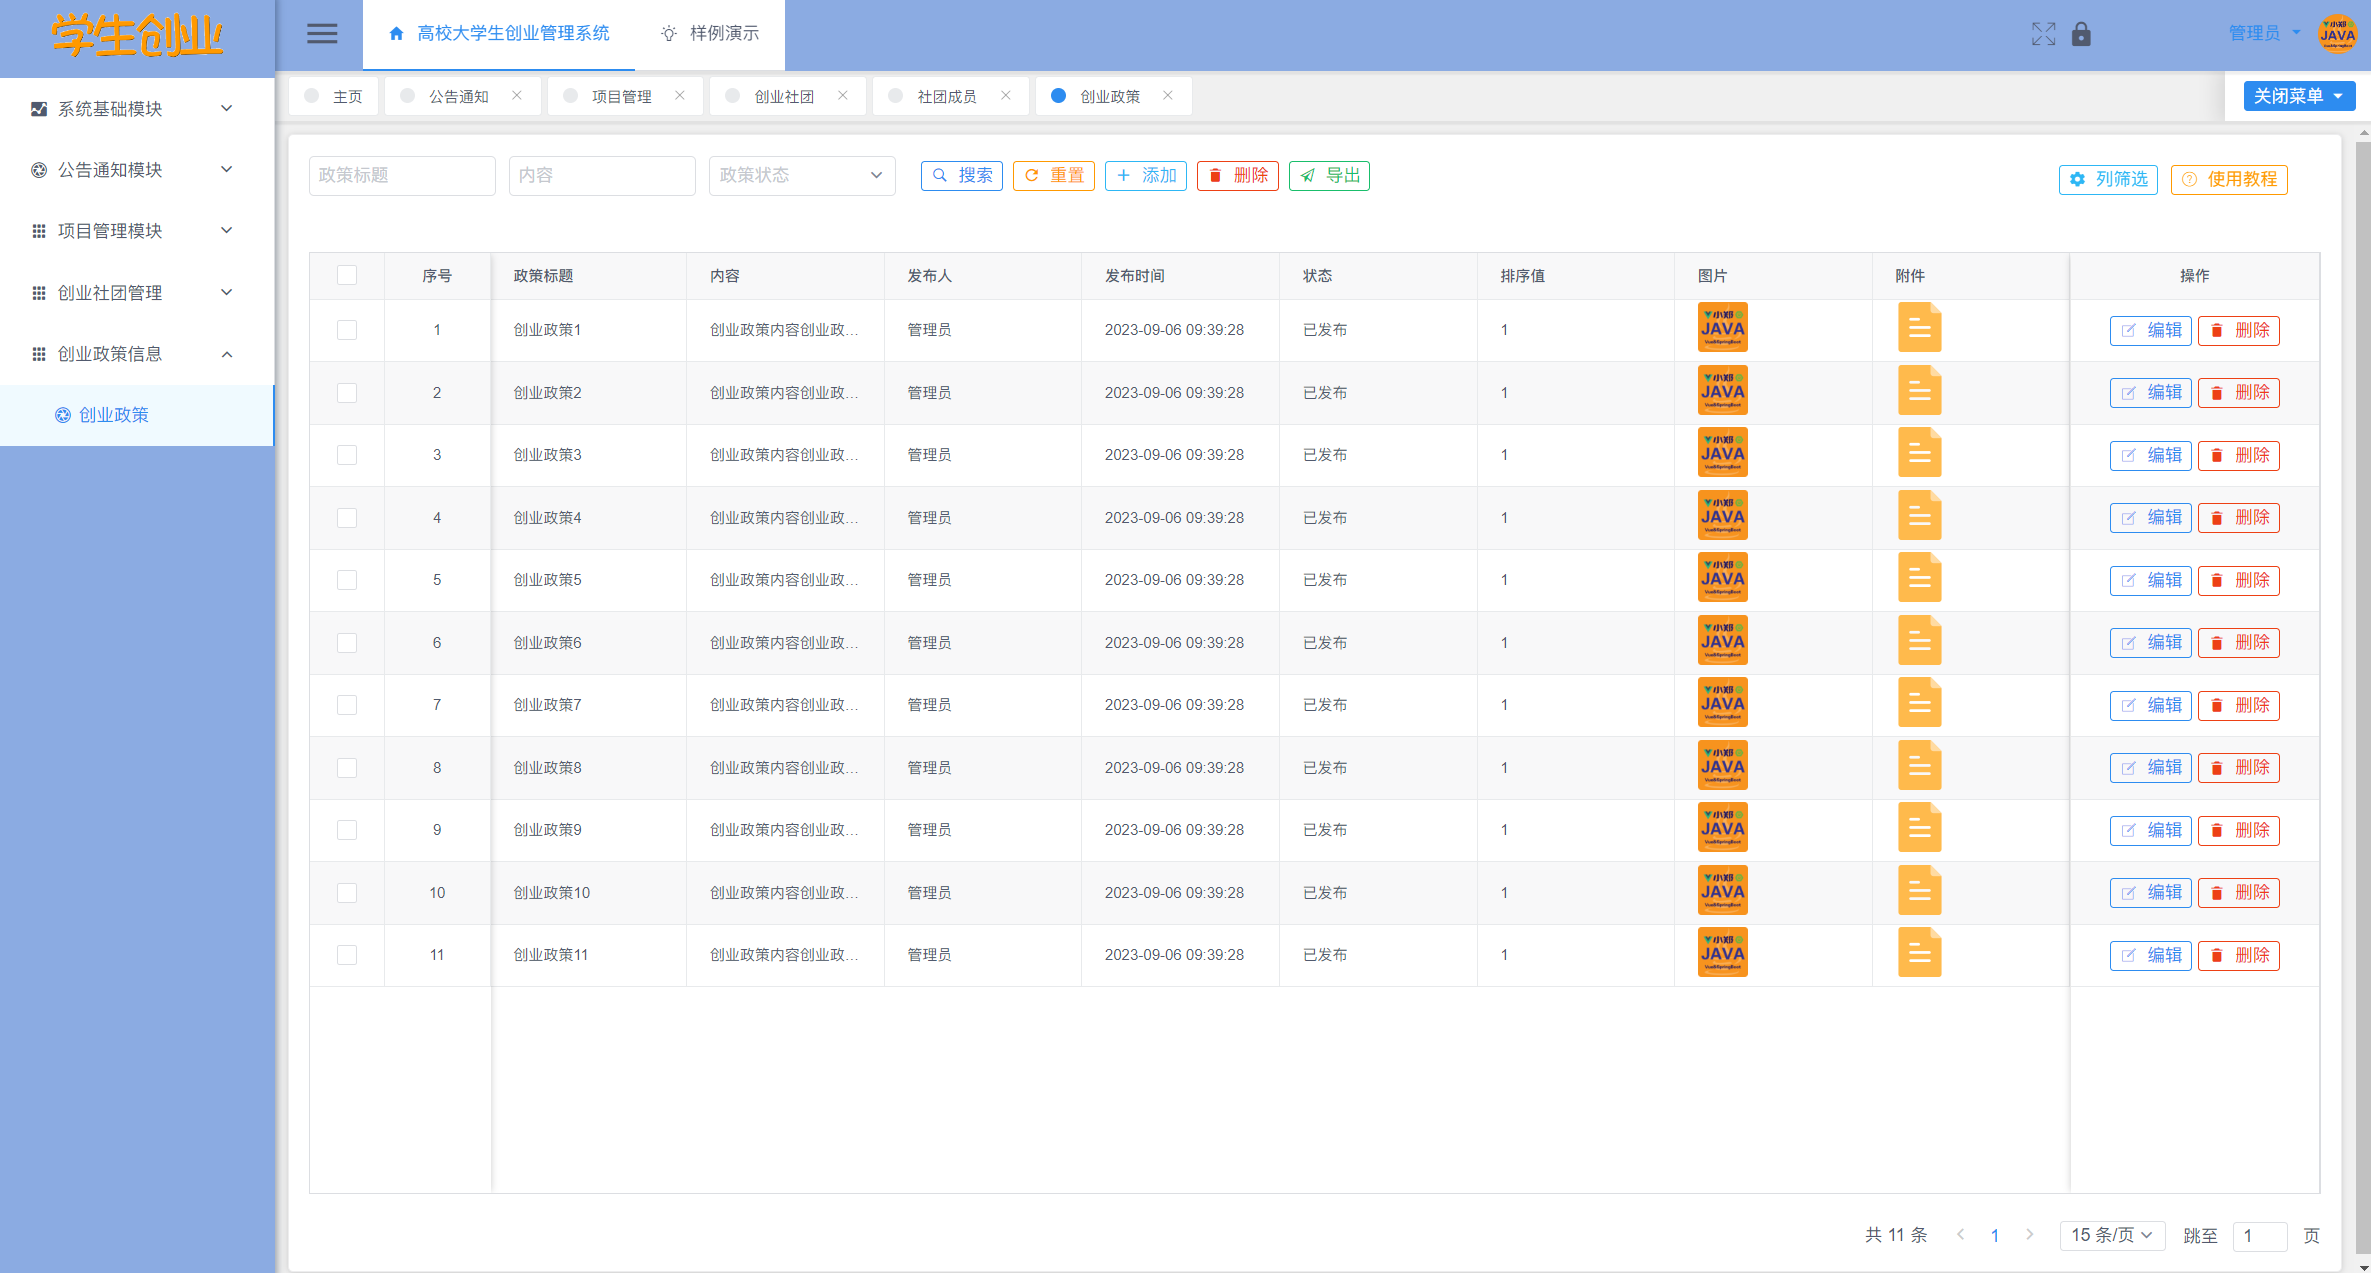 学生创业
高校大学生创业管理系统 样例演示 管理员
主页 公告通知 项目管理 创业社团 社团成员 创业政策 关闭菜单
系统基础模块
公告通知模块
项目管理模块
创业社团管理
创业政策信息
创业政策
政策标题 内容 政策状态 搜索 重置 添加 删除 导出 列筛选 使用教程
序号 政策标题 内容 发布人 发布时间 状态 排序值 图片 附件 操作
1 创业政策1 创业政策内容创业政... 管理员 2023-09-06 09:39:28 已发布 1 小郑 JAVA 编辑 删除
2 创业政策2 创业政策内容创业政... 管理员 2023-09-06 09:39:28 已发布 1 小郑 JAVA 编辑 删除
3 创业政策3 创业政策内容创业政... 管理员 2023-09-06 09:39:28 已发布 1 小郑 JAVA 编辑 删除
4 创业政策4 创业政策内容创业政... 管理员 2023-09-06 09:39:28 已发布 1 小郑 JAVA 编辑 删除
5 创业政策5 创业政策内容创业政... 管理员 2023-09-06 09:39:28 已发布 1 小郑 JAVA 编辑 删除
6 创业政策6 创业政策内容创业政... 管理员 2023-09-06 09:39:28 已发布 1 小郑 JAVA 编辑 删除
7 创业政策7 创业政策内容创业政... 管理员 2023-09-06 09:39:28 已发布 1 小郑 JAVA 编辑 删除
8 创业政策8 创业政策内容创业政... 管理员 2023-09-06 09:39:28 已发布 1 小郑 JAVA 编辑 删除
9 创业政策9 创业政策内容创业政... 管理员 2023-09-06 09:39:28 已发布 1 小郑 JAVA 编辑 删除
10 创业政策10 创业政策内容创业政... 管理员 2023-09-06 09:39:28 已发布 1 小郑 JAVA 编辑 删除
11 创业政策11 创业政策内容创业政... 管理员 2023-09-06 09:39:28 已发布 1 小郑 JAVA 编辑 删除
共 11 条 1 15 条/页 跳至 1 页